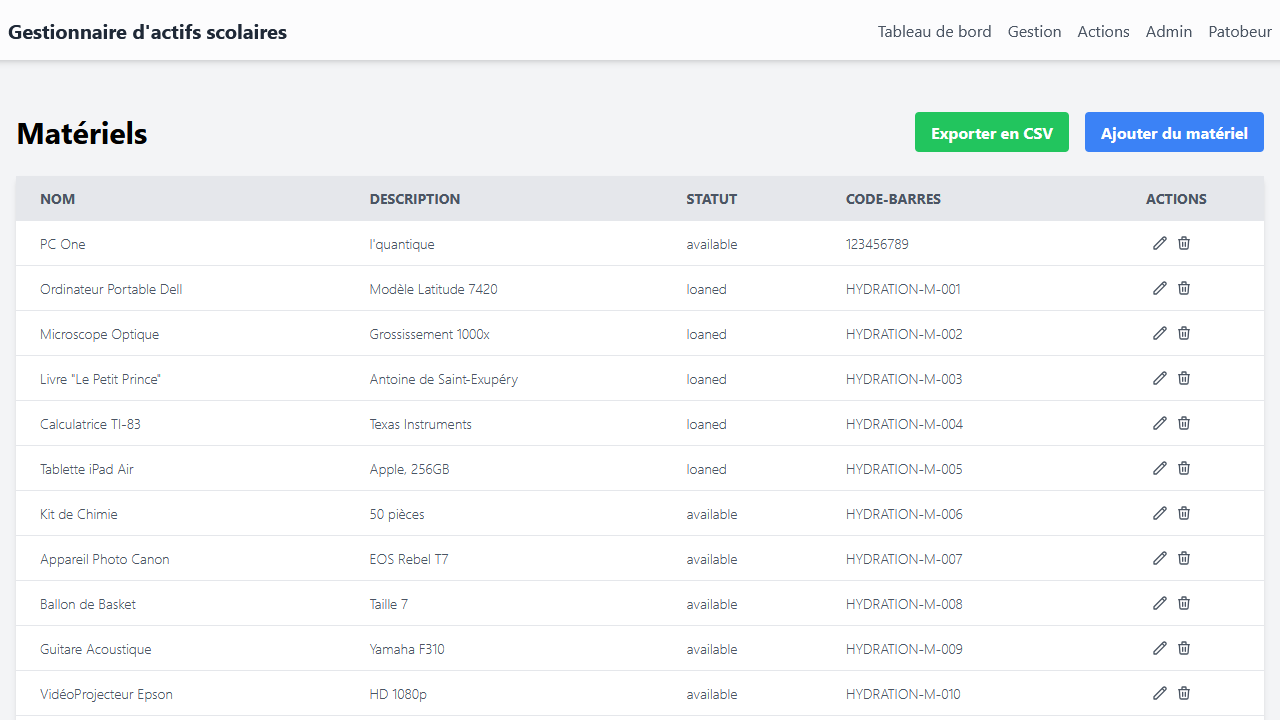 Gestionnaire d'actifs scolaires Tableau de bord Gestion Actions Admin Patobeur
Matériels Exporter en CSV Ajouter du matériel
NOM DESCRIPTION STATUT CODE-BARRES ACTIONS
PC One l'quantique available 123456789
Ordinateur Portable Dell Modèle Latitude 7420 loaned HYDRATION-M-001
Microscope Optique Grossissement 1000x loaned HYDRATION-M-002
Livre "Le Petit Prince" Antoine de Saint-Exupéry loaned HYDRATION-M-003
Calculatrice TI-83 Texas Instruments loaned HYDRATION-M-004
Tablette iPad Air Apple, 256GB loaned HYDRATION-M-005
Kit de Chimie 50 pièces available HYDRATION-M-006
Appareil Photo Canon EOS Rebel T7 available HYDRATION-M-007
Ballon de Basket Taille 7 available HYDRATION-M-008
Guitare Acoustique Yamaha F310 available HYDRATION-M-009
VidéoProjecteur Epson HD 1080p available HYDRATION-M-010